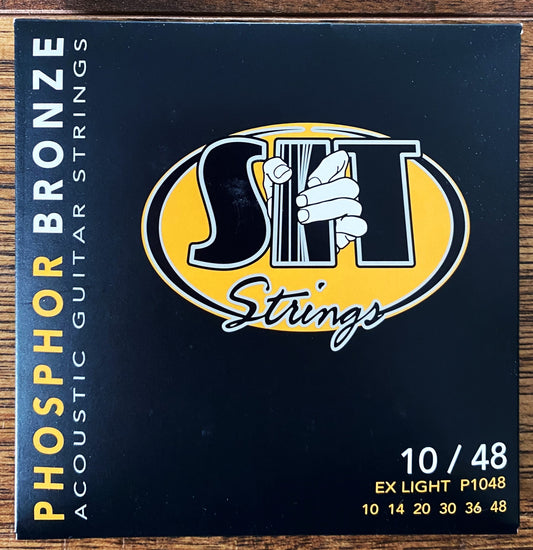 PHOSPHOR BRONZE
ACOUSTIC GUITAR STRINGS
SIT
Strings
10 / 48
EX LIGHT P1048
10 14 20 30 36 48